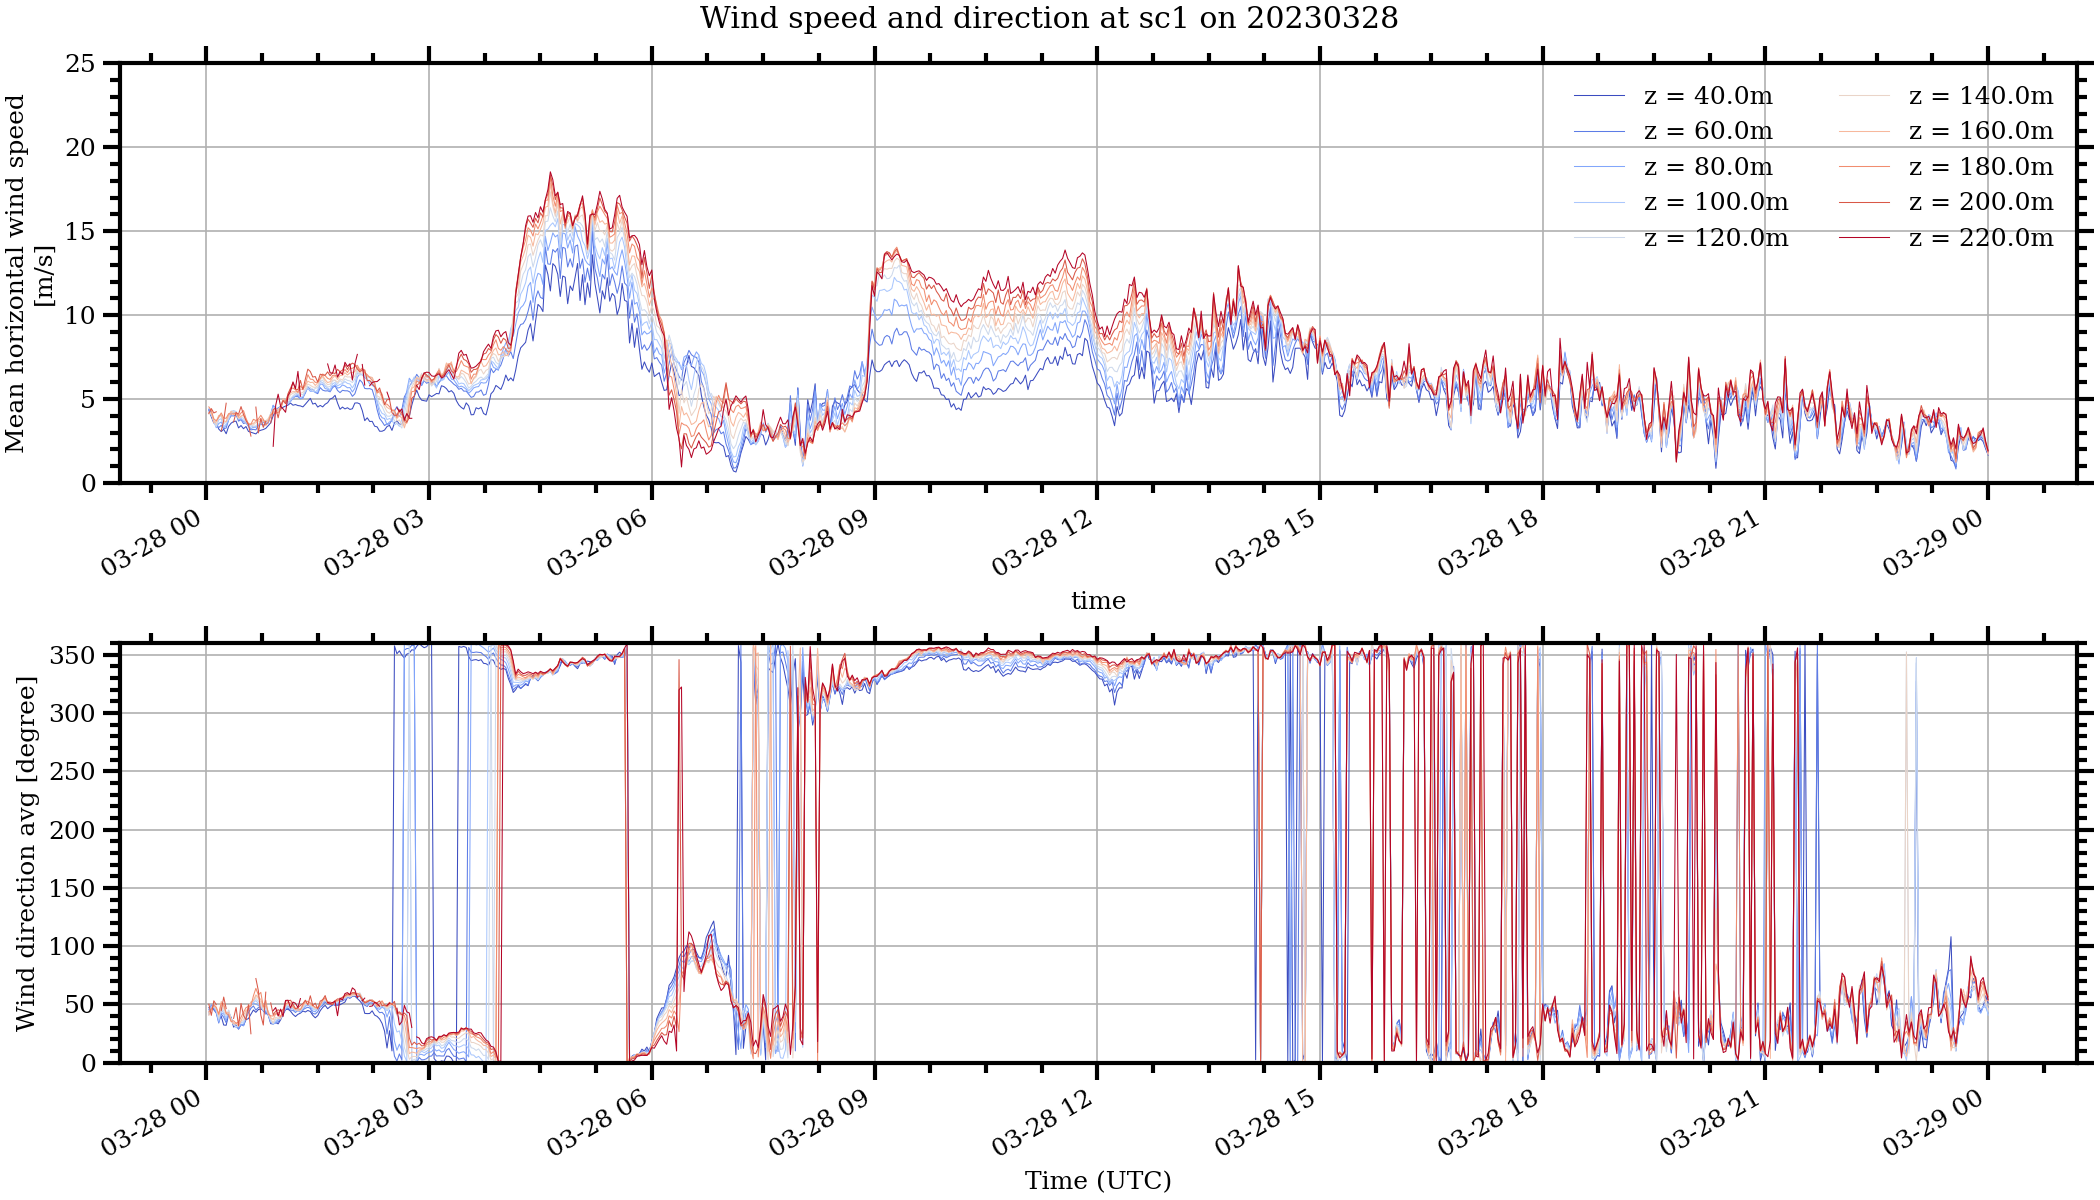 Wind speed and direction at sc1 on 20230328
Mean horizontal wind speed
[m/s]
25
20
15
10
5
0
z = 40.0m
z = 60.0m
z = 80.0m
z = 100.0m
z = 120.0m
z = 140.0m
z = 160.0m
z = 180.0m
z = 200.0m
z = 220.0m
03-28 00
03-28 03
03-28 06
03-28 09
03-28 12
03-28 15
03-28 18
03-28 21
03-29 00
time
Wind direction avg [degree]
350
300
250
200
150
100
50
0
03-28 00
03-28 03
03-28 06
03-28 09
03-28 12
03-28 15
03-28 18
03-28 21
03-29 00
Time (UTC)